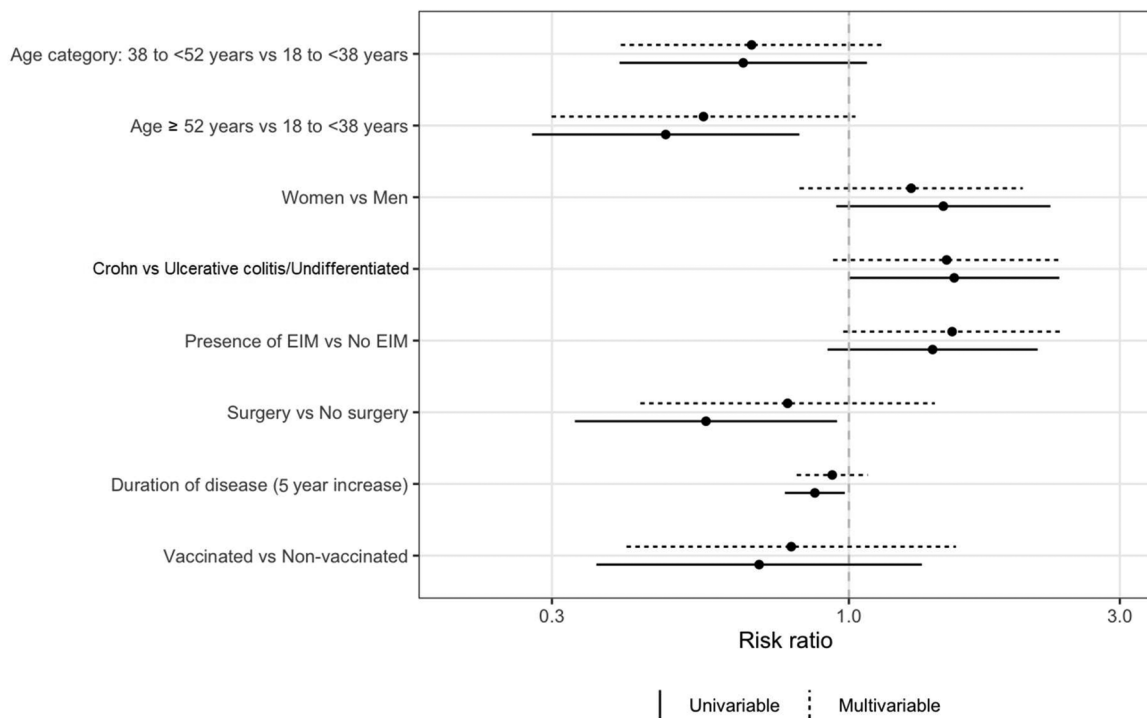 Age category: 38 to <52 years vs 18 to <38 years
Age ≥ 52 years vs 18 to <38 years
Women vs Men
Crohn vs Ulcerative colitis/Undifferentiated
Presence of EIM vs No EIM
Surgery vs No surgery
Duration of disease (5 year increase)
Vaccinated vs Non-vaccinated
0.3 1.0 3.0
Risk ratio
Univariable Multivariable